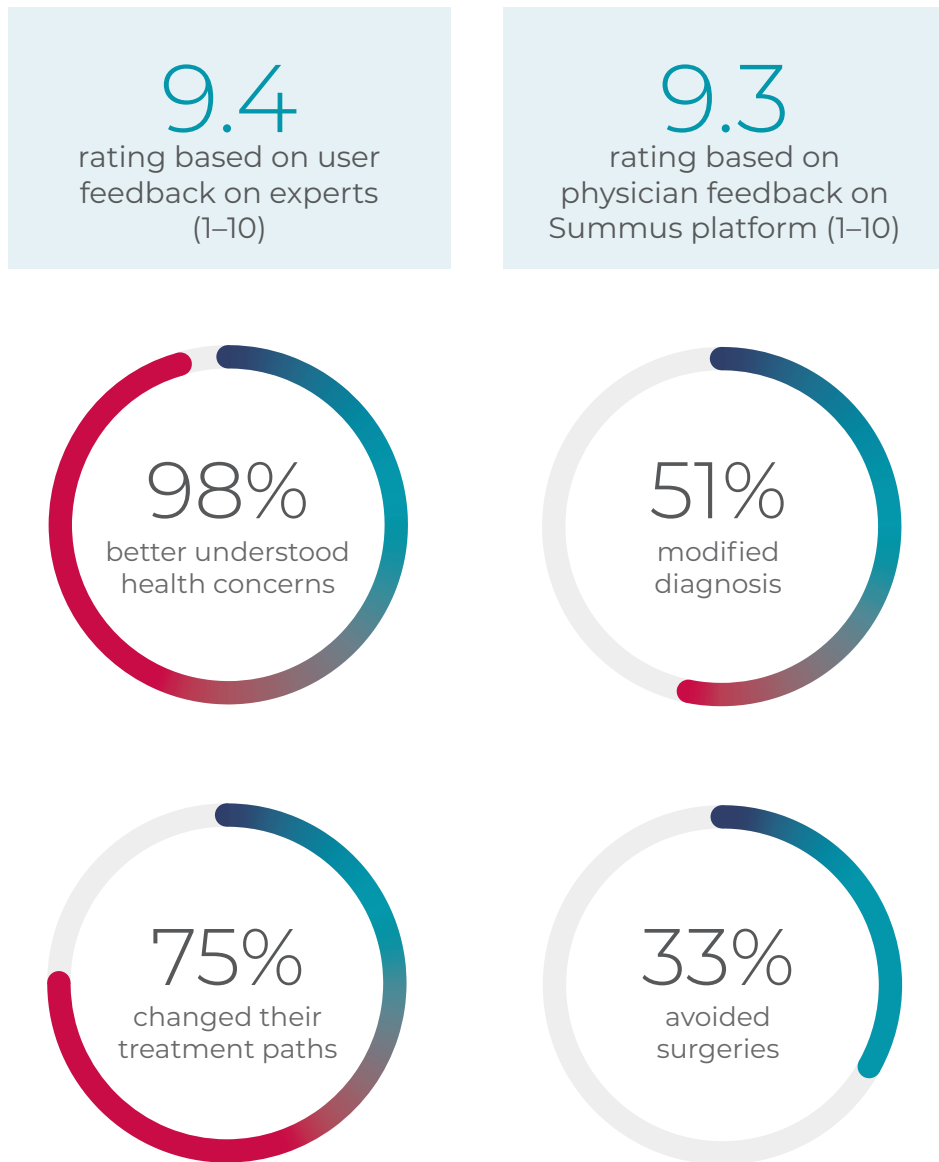 9.4
rating based on user
feedback on experts
(1–10)
9.3
rating based on
physician feedback on
Summus platform (1–10)
98%
better understood
health concerns
51%
modified
diagnosis
75%
changed their
treatment paths
33%
avoided
surgeries